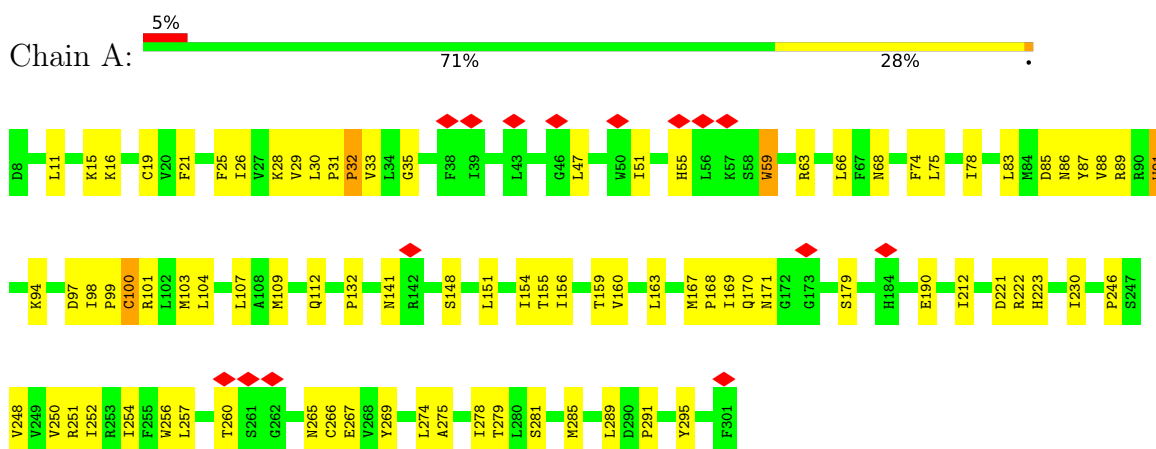 5%
Chain A:
71% 28% •
D8 L11 K15 K16 C19 V20 F21 F25 I26 V27 K28 V29 L30 P31 P32 V33 L34 G35 F38 I39 L43 G46 L47 W50 I51 H55 L56 K57 S58 W59 R63 L66 F67 N68 F74 L75 I78 L83 M84 D85 N86 Y87 V88 R89 R90
K94 D97 I98 P99 C100 R101 L102 M103 L104 L107 A108 M109 Q112 P132 N141 R142 S148 L151 I154 T155 I156 T159 V160 L163 M167 P168 I169 Q170 N171 G172 G173 S179 H184 E190 I212 D221 R222 H223 I230 P246 S247
V248 V249 V250 R251 I252 R253 I254 F255 W256 L257 T260 S261 G262 N265 C266 E267 V268 Y269 L274 A275 I278 T279 L280 S281 M285 L289 D290 P291 Y295 F301